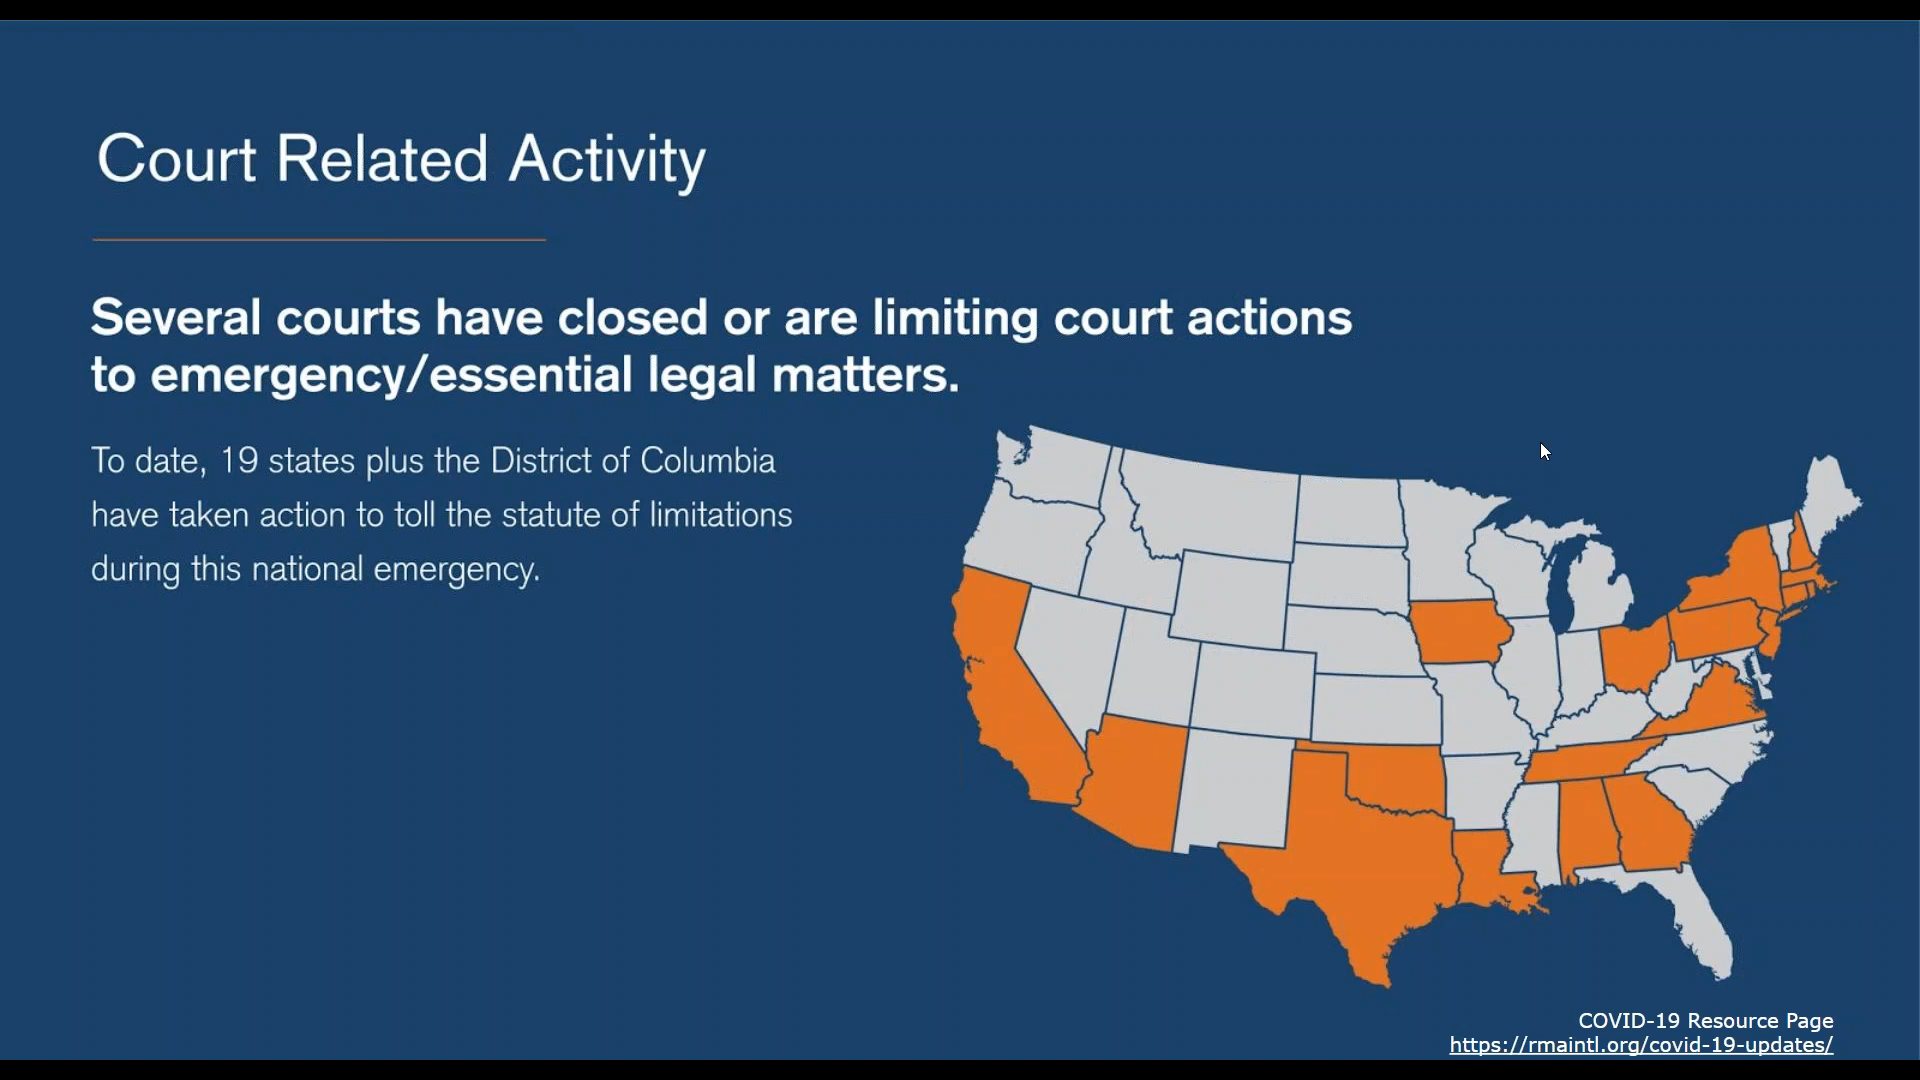 Court Related Activity
Several courts have closed or are limiting court actions
to emergency/essential legal matters.
To date, 19 states plus the District of Columbia
have taken action to toll the statute of limitations
during this national emergency.
COVID-19 Resource Page
https://rmaintl.org/covid-19-updates/